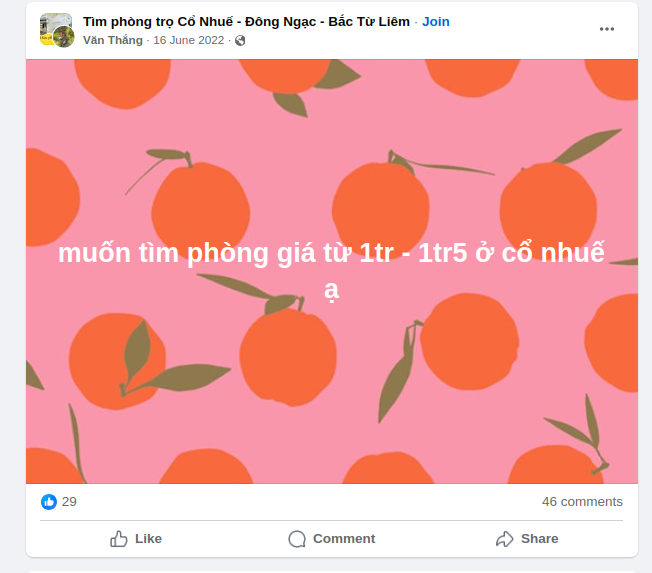 Tìm phòng trọ Cổ Nhuế - Đông Ngạc - Bắc Từ Liêm · Join
Văn Thắng · 16 June 2022 ·
muốn tìm phòng giá từ 1tr - 1tr5 ở cổ nhuế
ạ
29
46 comments
Like
Comment
Share